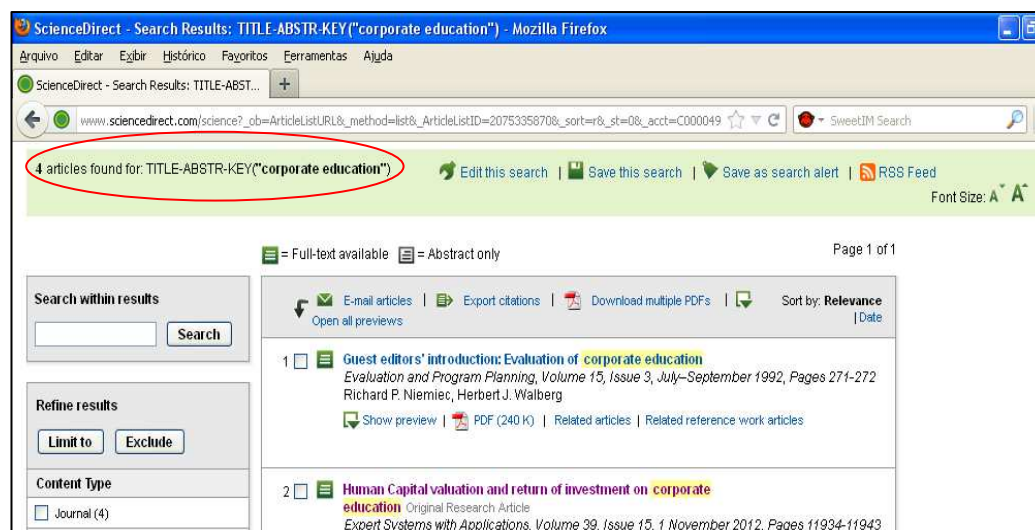 ScienceDirect - Search Results: TITLE-ABSTR-KEY("corporate education") - Mozilla Firefox
Arquivo Editar Exibir Histórico Favoritos Ferramentas Ajuda
ScienceDirect - Search Results: TITLE-ABST... +
www.sciencedirect.com/science?_ob=ArticleListURL&_method=list&_ArticleListID=2075335870&_sort=r&_st=0&_acct=C000049 SweetIM Search
4 articles found for: TITLE-ABSTR-KEY("corporate education") Edit this search | Save this search | Save as search alert | RSS Feed
Font Size: A A
= Full-text available = Abstract only Page 1 of 1
Search within results
Search
Refine results
Limit to Exclude
Content Type
Journal (4)
E-mail articles | Export citations | Download multiple PDFs | Sort by: Relevance
Open all previews | Date
1 Guest editors' introduction: Evaluation of corporate education
Evaluation and Program Planning, Volume 15, Issue 3, July–September 1992, Pages 271-272
Richard P. Niemiec, Herbert J. Walberg
Show preview | PDF (240 K) | Related articles | Related reference work articles
2 Human Capital valuation and return of investment on corporate
education Original Research Article
Expert Systems with Applications, Volume 39, Issue 15, 1 November 2012, Pages 11934-11943